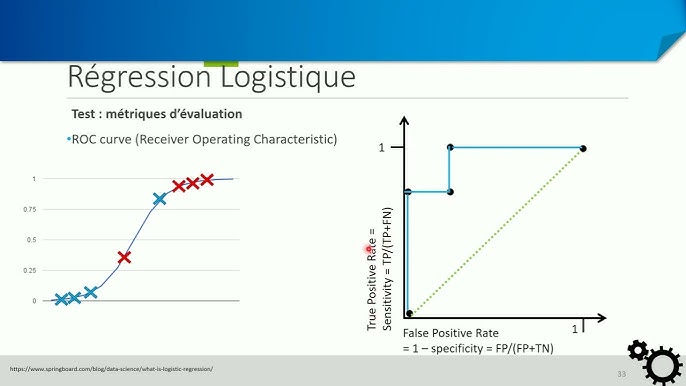 Régression Logistique
Test : métriques d’évaluation
•ROC curve (Receiver Operating Characteristic)
1
0.75
0.5
0.25
0
1
True Positive Rate =
Sensitivity = TP/(TP+FN)
False Positive Rate
= 1 – specificity = FP/(FP+TN)
1
https://www.springboard.com/blog/data-science/what-is-logistic-regression/
33